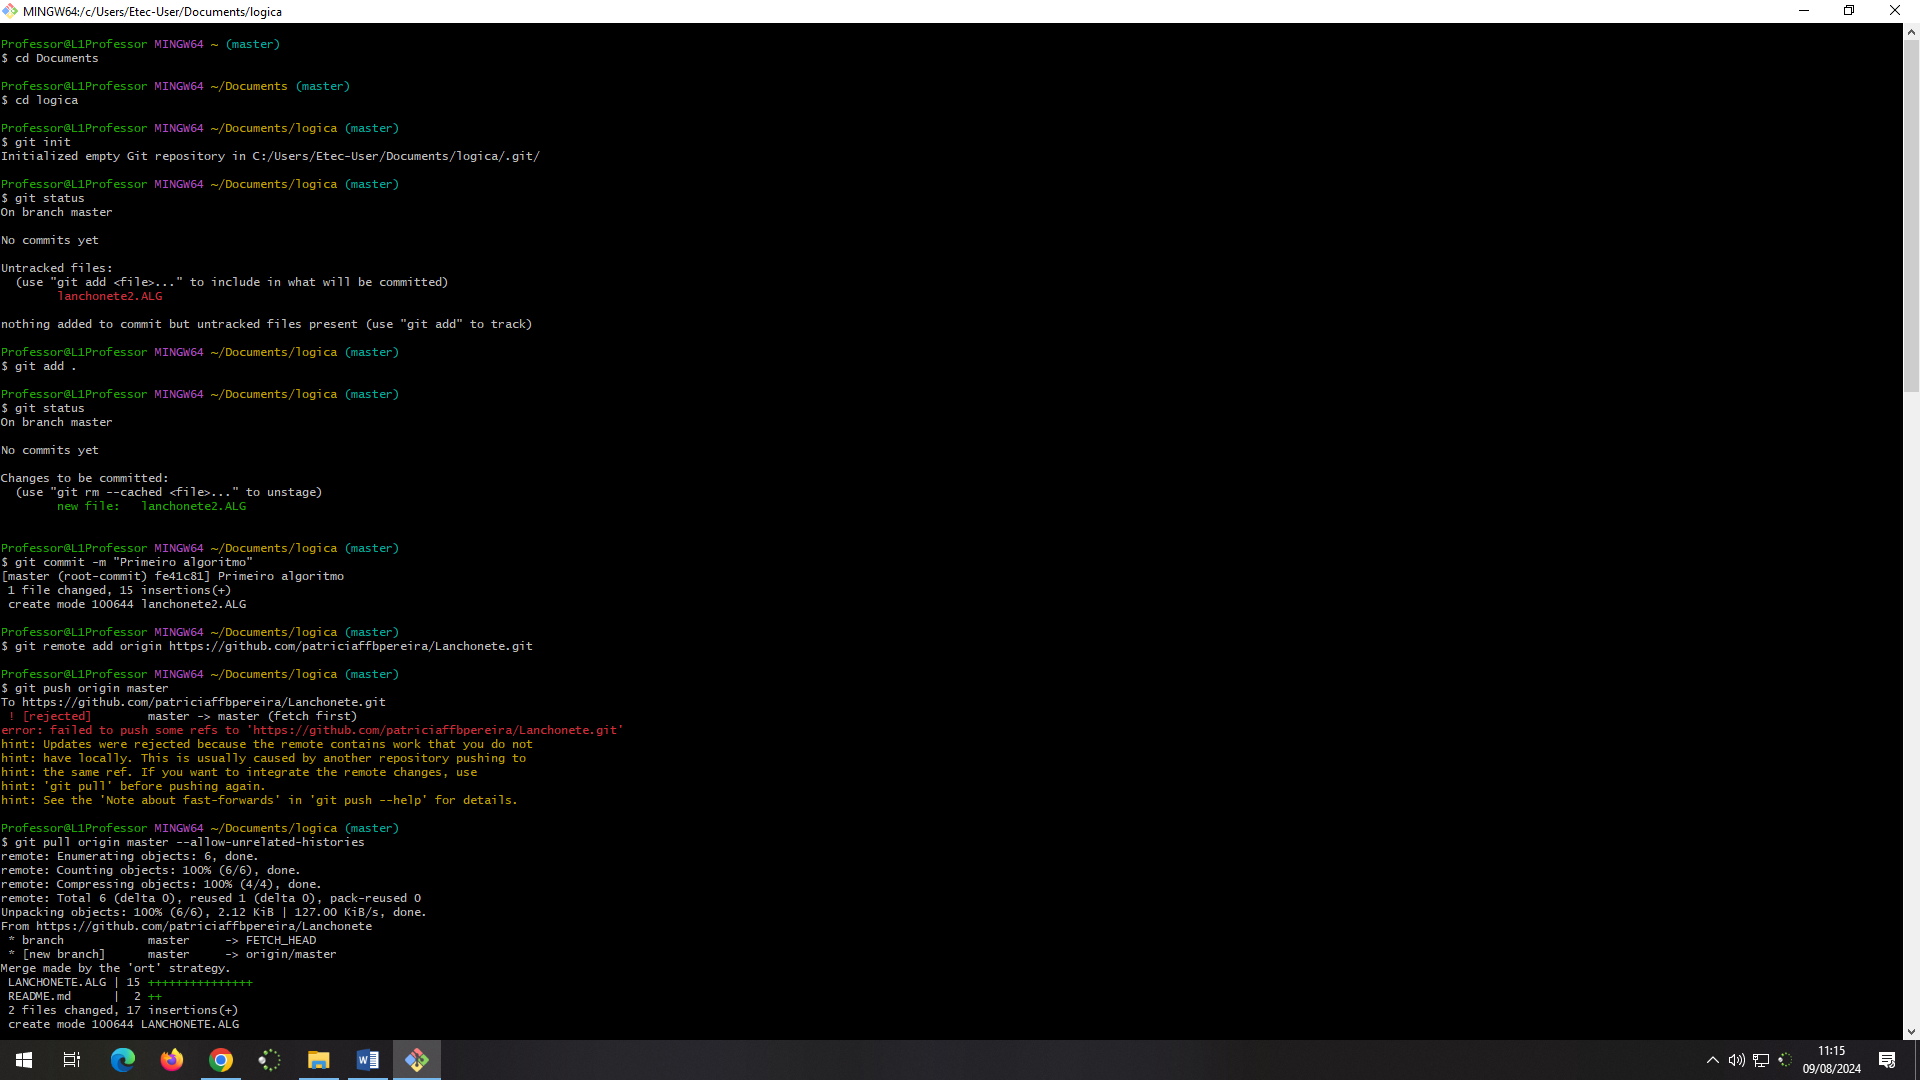 MINGW64:/c/Users/Etec-User/Documents/logica
Professor@L1Professor MINGW64 ~ (master)
$ cd Documents
Professor@L1Professor MINGW64 ~/Documents (master)
$ cd logica
Professor@L1Professor MINGW64 ~/Documents/logica (master)
$ git init
Initialized empty Git repository in C:/Users/Etec-User/Documents/logica/.git/
Professor@L1Professor MINGW64 ~/Documents/logica (master)
$ git status
On branch master
No commits yet
Untracked files:
  (use "git add <file>..." to include in what will be committed)
        lanchonete2.ALG
nothing added to commit but untracked files present (use "git add" to track)
Professor@L1Professor MINGW64 ~/Documents/logica (master)
$ git add .
Professor@L1Professor MINGW64 ~/Documents/logica (master)
$ git status
On branch master
No commits yet
Changes to be committed:
  (use "git rm --cached <file>..." to unstage)
        new file:   lanchonete2.ALG
Professor@L1Professor MINGW64 ~/Documents/logica (master)
$ git commit -m "Primeiro algoritmo"
[master (root-commit) fe41c81] Primeiro algoritmo
 1 file changed, 15 insertions(+)
 create mode 100644 lanchonete2.ALG
Professor@L1Professor MINGW64 ~/Documents/logica (master)
$ git remote add origin https://github.com/patriciaffbpereira/Lanchonete.git
Professor@L1Professor MINGW64 ~/Documents/logica (master)
$ git push origin master
To https://github.com/patriciaffbpereira/Lanchonete.git
 ! [rejected]        master -> master (fetch first)
error: failed to push some refs to 'https://github.com/patriciaffbpereira/Lanchonete.git'
hint: Updates were rejected because the remote contains work that you do not
hint: have locally. This is usually caused by another repository pushing to
hint: the same ref. If you want to integrate the remote changes, use
hint: 'git pull' before pushing again.
hint: See the 'Note about fast-forwards' in 'git push --help' for details.
Professor@L1Professor MINGW64 ~/Documents/logica (master)
$ git pull origin master --allow-unrelated-histories
remote: Enumerating objects: 6, done.
remote: Counting objects: 100% (6/6), done.
remote: Compressing objects: 100% (4/4), done.
remote: Total 6 (delta 0), reused 1 (delta 0), pack-reused 0
Unpacking objects: 100% (6/6), 2.12 KiB | 127.00 KiB/s, done.
From https://github.com/patriciaffbpereira/Lanchonete
 * branch            master     -> FETCH_HEAD
 * [new branch]      master     -> origin/master
Merge made by the 'ort' strategy.
 LANCHONETE.ALG | 15 +++++++++++++++
 README.md      |  2 ++
 2 files changed, 17 insertions(+)
 create mode 100644 LANCHONETE.ALG
11:15
09/08/2024